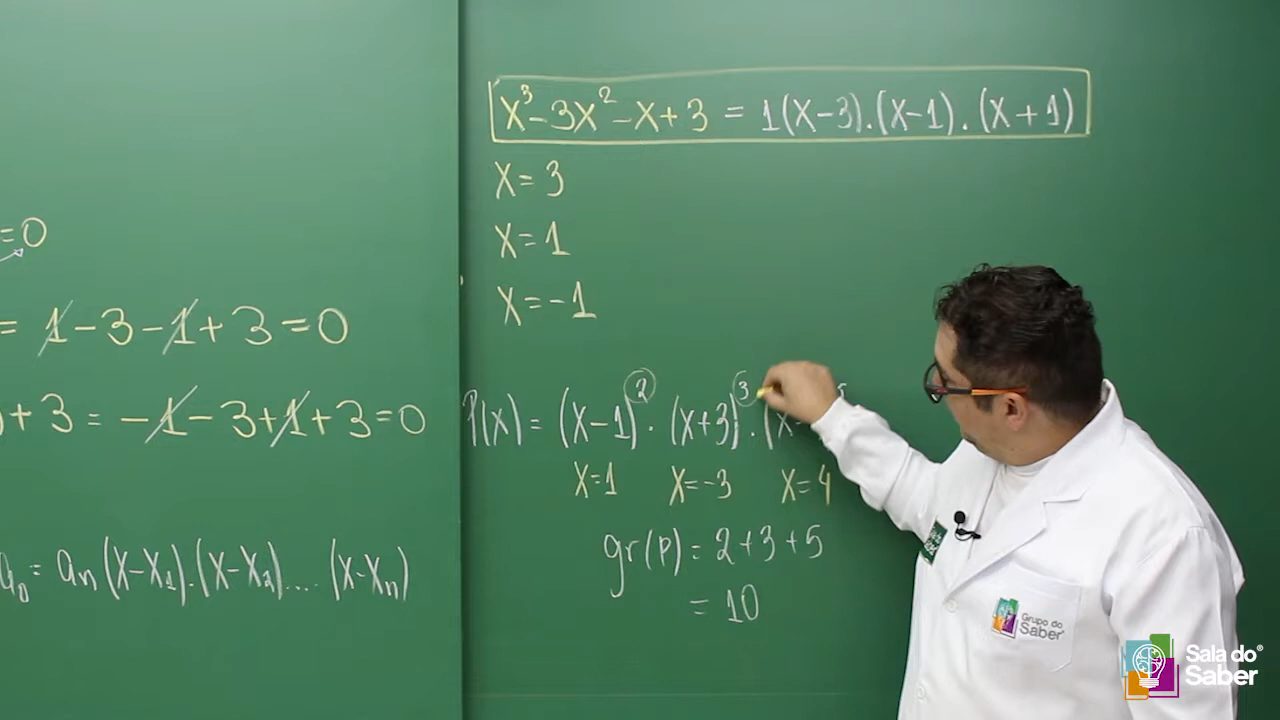 x³-3x²-x+3 = 1(x-3).(x-1).(x+1)
x=3
x=1
x=-1
=0
= 1-3-1+3=0
)+3 = -1-3+1+3=0
P(x) = (x-1)².(x+3)³.(x-
x=1 x=-3 x=4
gr(p) = 2+3+5
= 10
a₀ = aₙ(x-x₁).(x-x₂)....(x-xₙ)
Grupo do
Saber
Sala do®
Saber